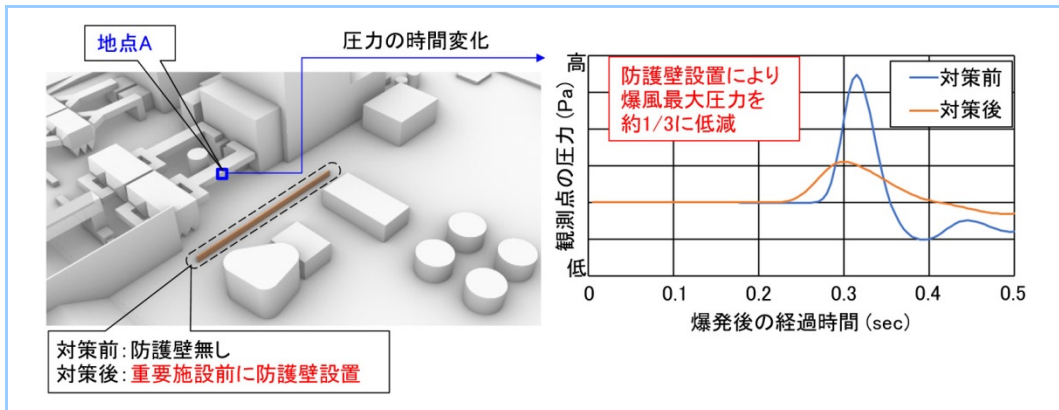 地点A
圧力の時間変化
対策前：防護壁無し
対策後：重要施設前に防護壁設置
防護壁設置により
爆風最大圧力を
約1/3に低減
対策前
対策後
高
観測点の圧力 (Pa)
低
0
0.1
0.2
0.3
0.4
0.5
爆発後の経過時間 (sec)